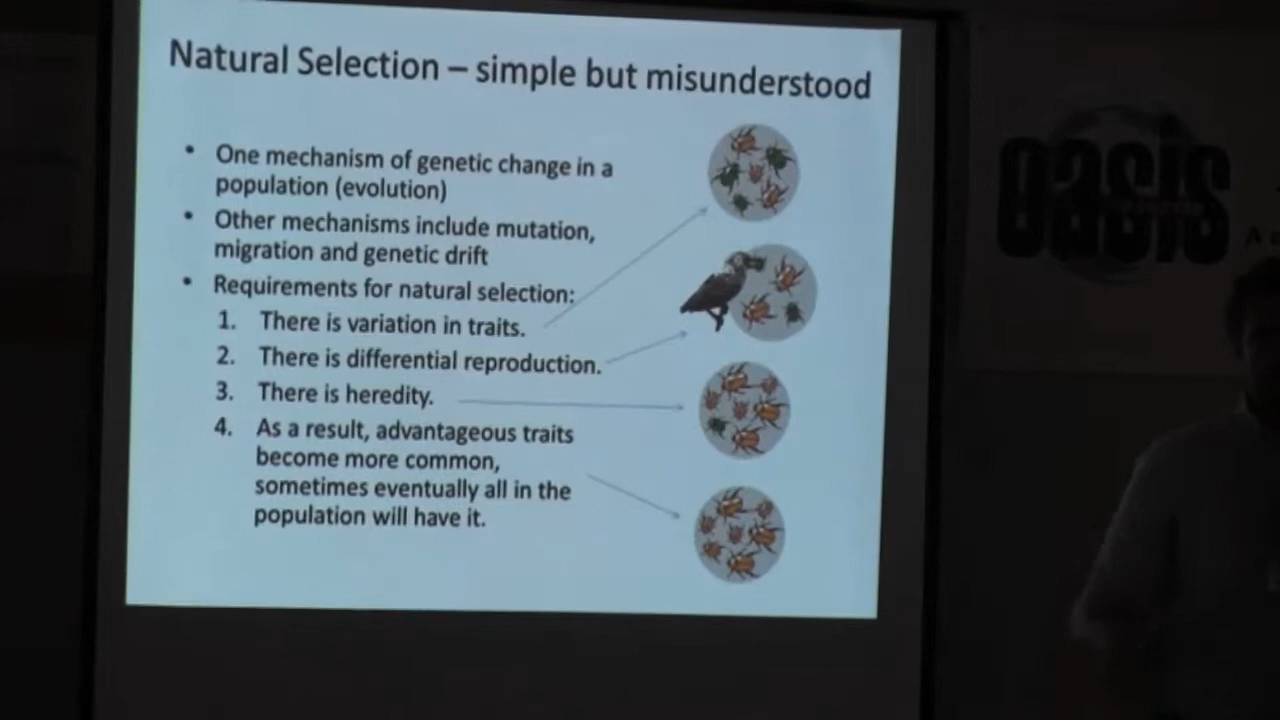 Natural Selection – simple but misunderstood
• One mechanism of genetic change in a
population (evolution)
• Other mechanisms include mutation,
migration and genetic drift
• Requirements for natural selection:
1. There is variation in traits.
2. There is differential reproduction.
3. There is heredity.
4. As a result, advantageous traits
become more common,
sometimes eventually all in the
population will have it.
oasis